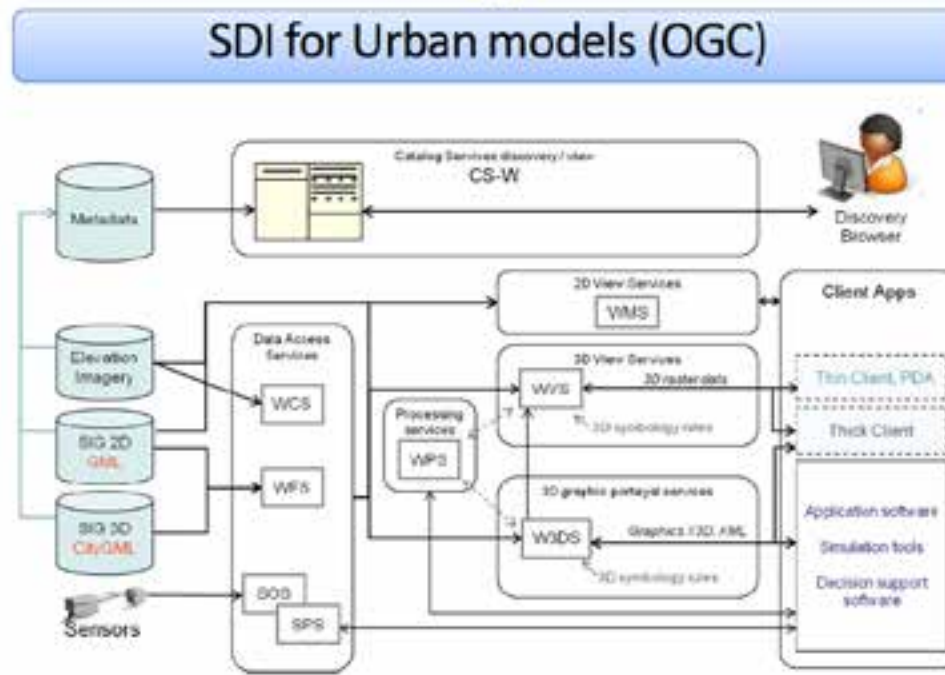 SDI for Urban models (OGC)
Catalog Services discovery / view
CS-W
Metadata
Discovery
Browser
2D View Services
WMS
Client Apps
Data Access
Services
Elevation
Imagery
WCS
3D View Services
WVS
Thin Client, PDA
3D symbology rules
Thick Client
Processing
services
WPS
SIG 2D
GML
WFS
3D graphic portrayal services
W3DS
Graphics X3D, KML
3D symbology rules
SIG 3D
CityGML
Application software
Simulation tools
Decision support
software
SOS
SPS
Sensors